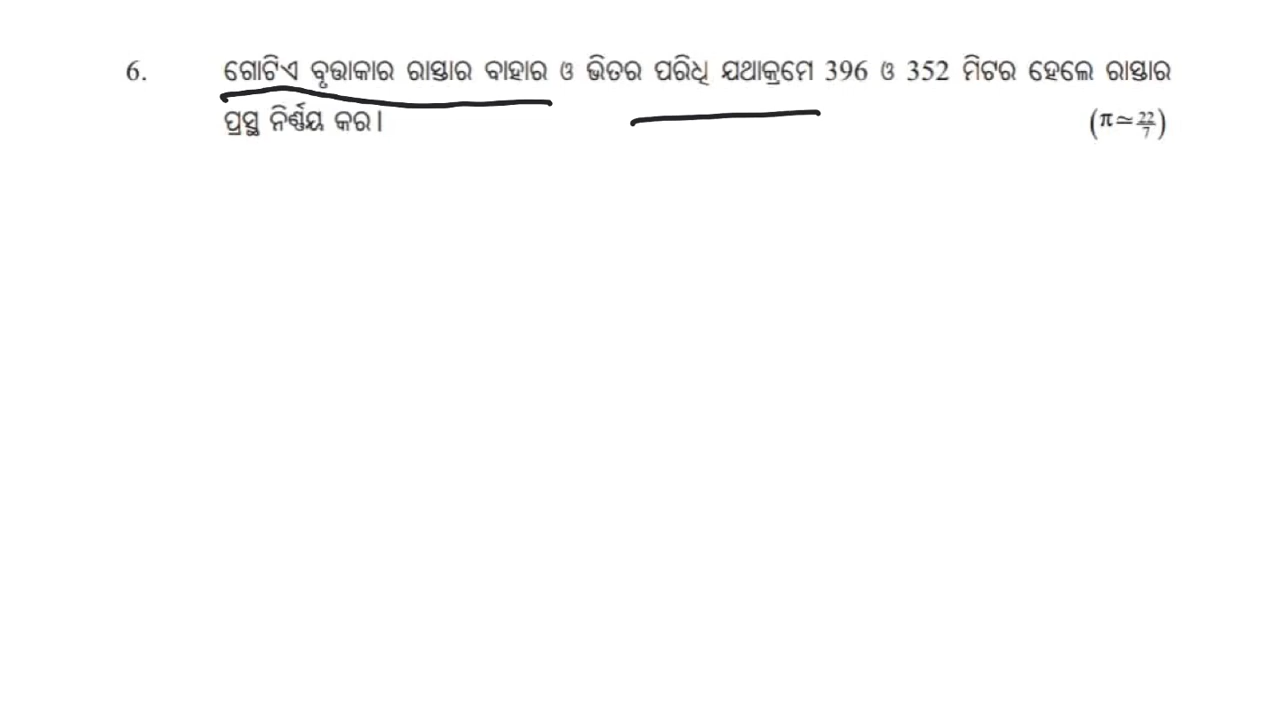 6. ଗୋଟିଏ ବୃତ୍ତାକାର ରାସ୍ତାର ବାହାର ଓ ଭିତର ପରିଧି ଯଥାକ୍ରମେ 396 ଓ 352 ମିଟର ହେଲେ ରାସ୍ତାର
ପ୍ରସ୍ଥ ନିର୍ଣ୍ଣୟ କର। (π≃22/7)